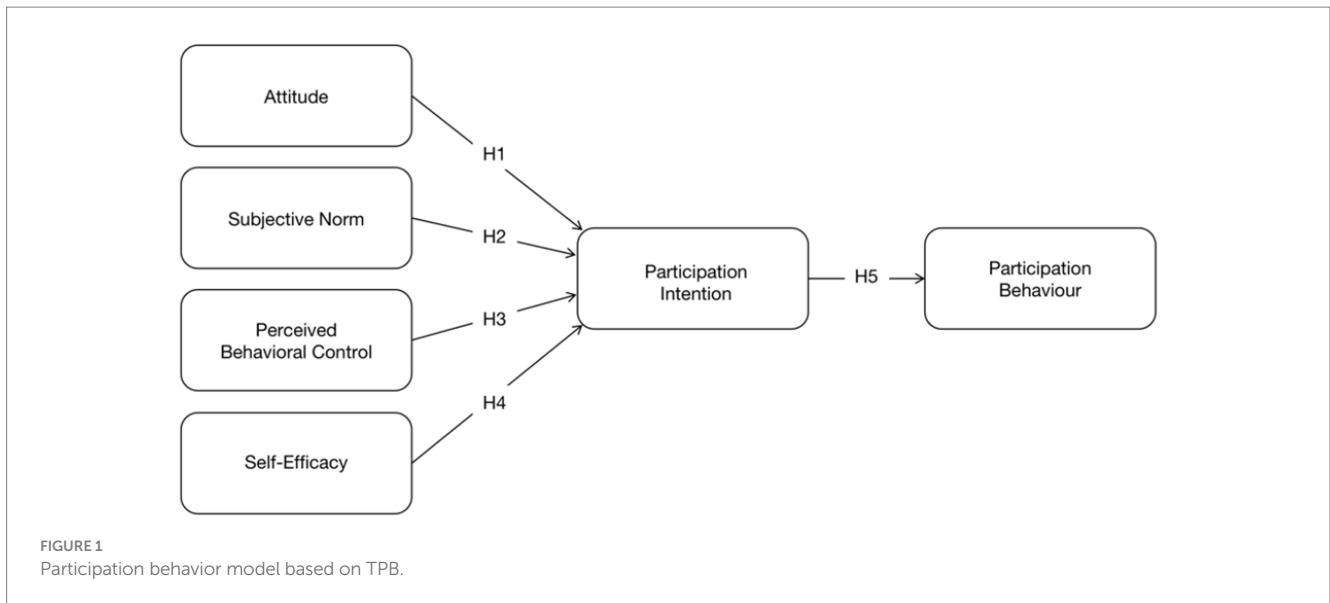 Attitude
H1
Subjective Norm
H2
Perceived
Behavioral Control
H3
Self-Efficacy
H4
Participation
Intention
H5
Participation
Behaviour
FIGURE 1
Participation behavior model based on TPB.